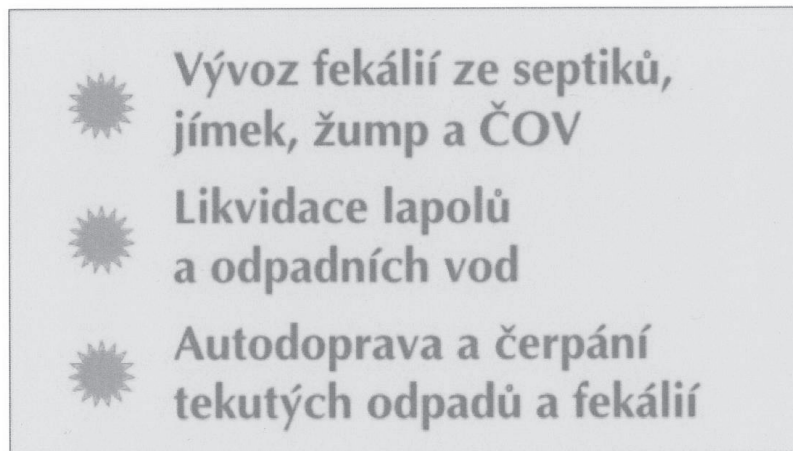 Vývoz fekálií ze septiků,
jímek, žump a ČOV
Likvidace lapolů
a odpadních vod
Autodoprava a čerpání
tekutých odpadů a fekálií